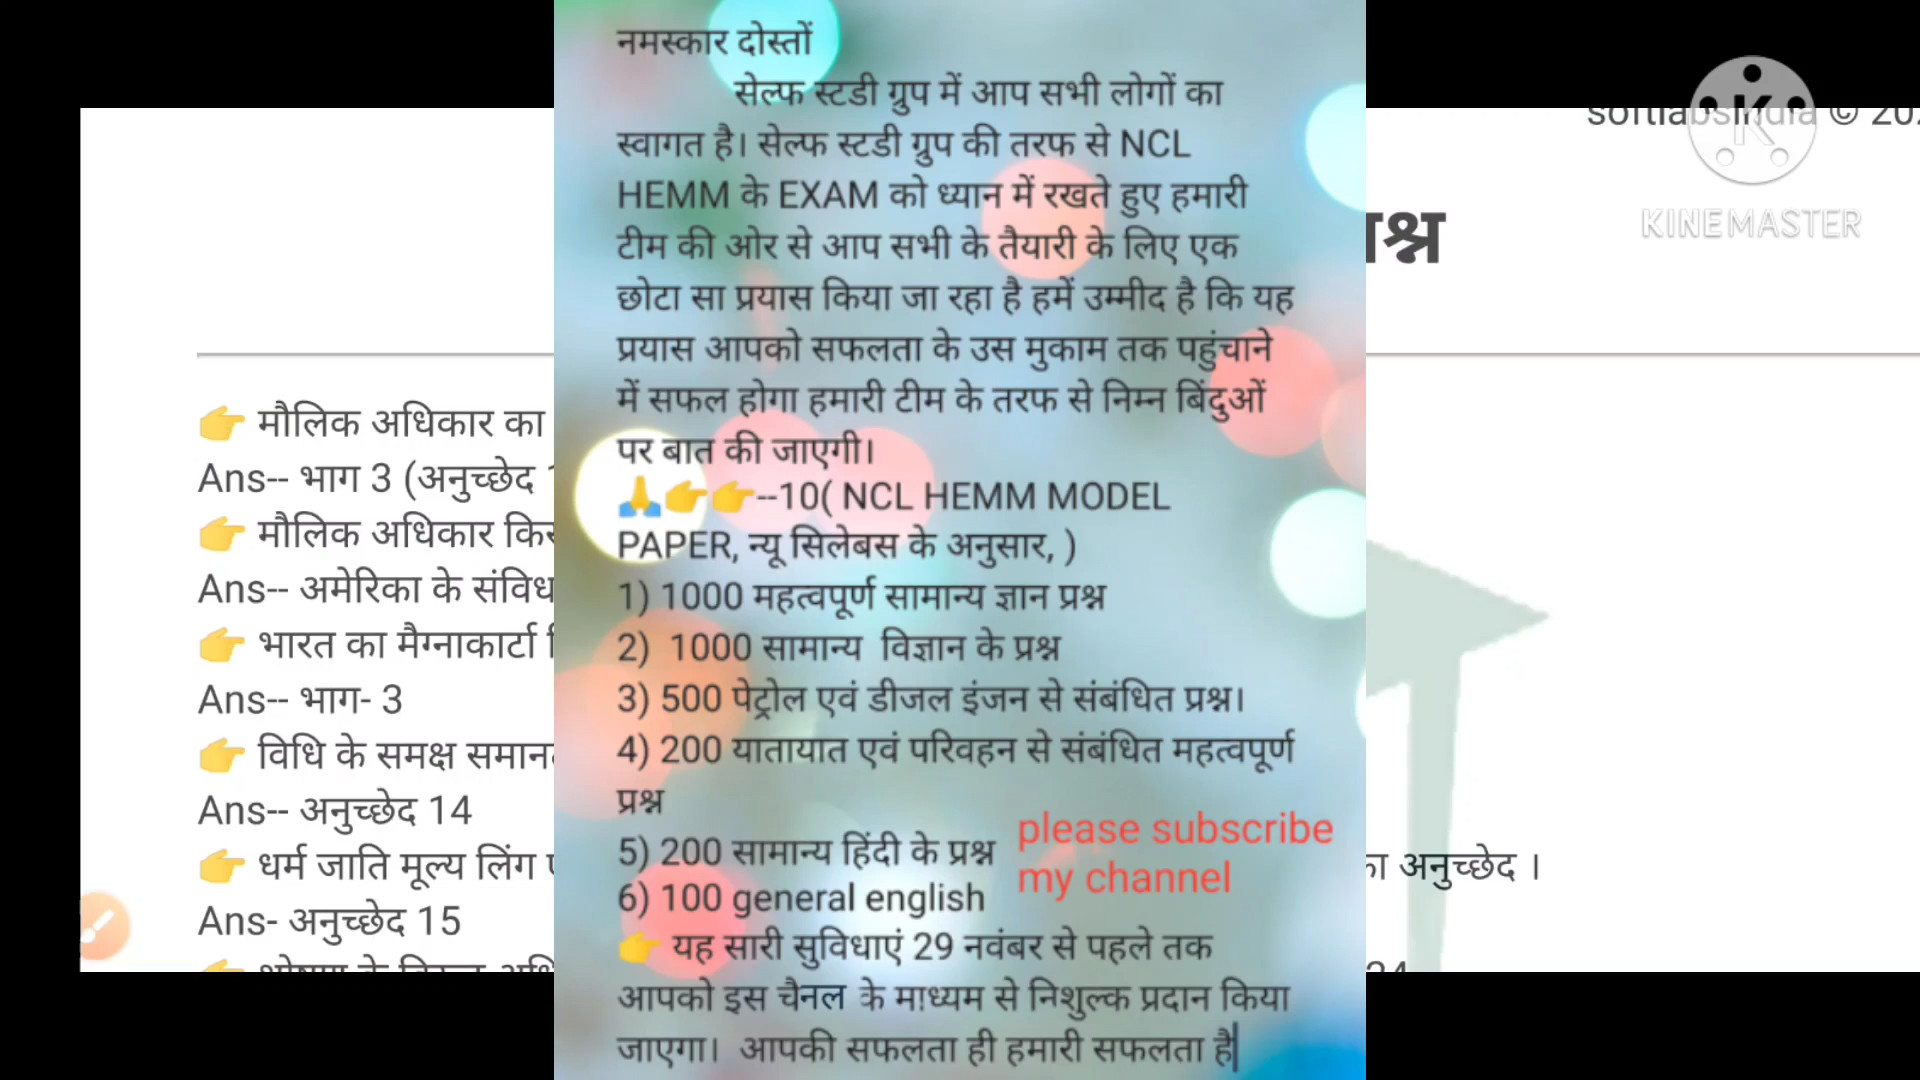 नमस्कार दोस्तों
सेल्फ स्टडी ग्रुप में आप सभी लोगों का
स्वागत है। सेल्फ स्टडी ग्रुप की तरफ से NCL
HEMM के EXAM को ध्यान में रखते हुए हमारी
टीम की ओर से आप सभी के तैयारी के लिए एक
छोटा सा प्रयास किया जा रहा है हमें उम्मीद है कि यह
प्रयास आपको सफलता के उस मुकाम तक पहुंचाने
में सफल होगा हमारी टीम के तरफ से निम्न बिंदुओं
पर बात की जाएगी।
🙏👉👉--10( NCL HEMM MODEL
PAPER, न्यू सिलेबस के अनुसार, )
1) 1000 महत्वपूर्ण सामान्य ज्ञान प्रश्न
2) 1000 सामान्य विज्ञान के प्रश्न
3) 500 पेट्रोल एवं डीजल इंजन से संबंधित प्रश्न।
4) 200 यातायात एवं परिवहन से संबंधित महत्वपूर्ण
प्रश्न
5) 200 सामान्य हिंदी के प्रश्न
6) 100 general english
👉 यह सारी सुविधाएं 29 नवंबर से पहले तक
आपको इस चैनल के माध्यम से निशुल्क प्रदान किया
जाएगा। आपकी सफलता ही हमारी सफलता है
please subscribe
my channel
👉 मौलिक अधिकार का
Ans-- भाग 3 (अनुच्छेद
👉 मौलिक अधिकार
Ans-- अमेरिका के
👉 भारत का मैग्नाकार्टा
Ans-- भाग- 3
👉 विधि के समक्ष
Ans-- अनुच्छेद 14
👉 धर्म जाति मूल्य लिंग
Ans- अनुच्छेद 15
अनुच्छेद ।
softlabsindia ©
KINEMASTER